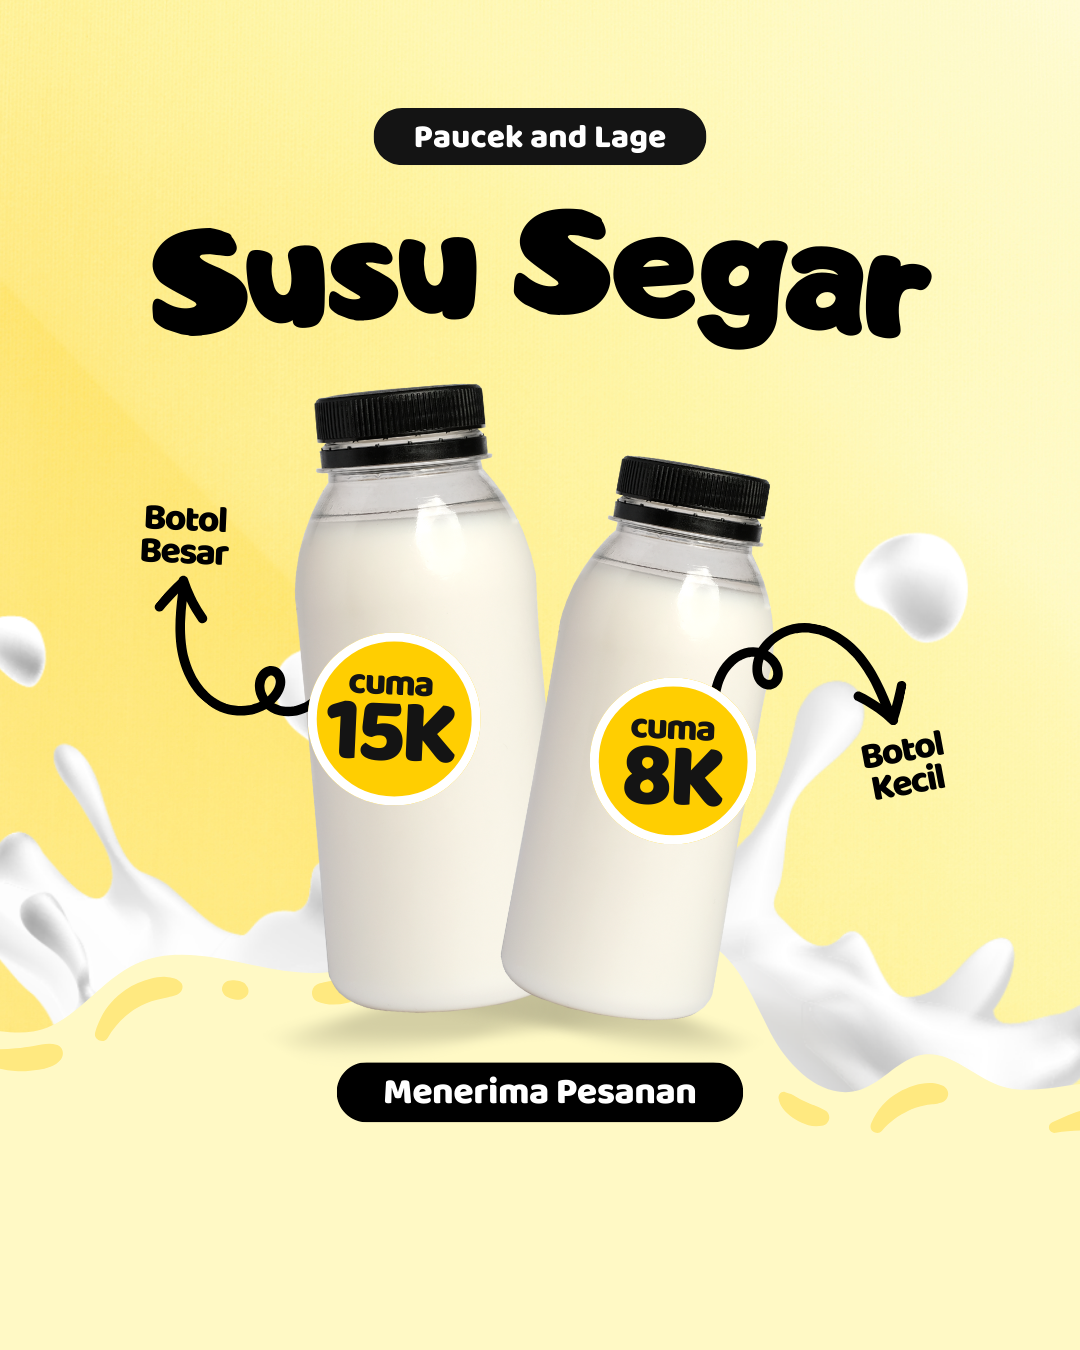 Paucek and Lage
Susu Segar
Botol
Besar
cuma
15K
cuma
8K
Botol
Kecil
Menerima Pesanan